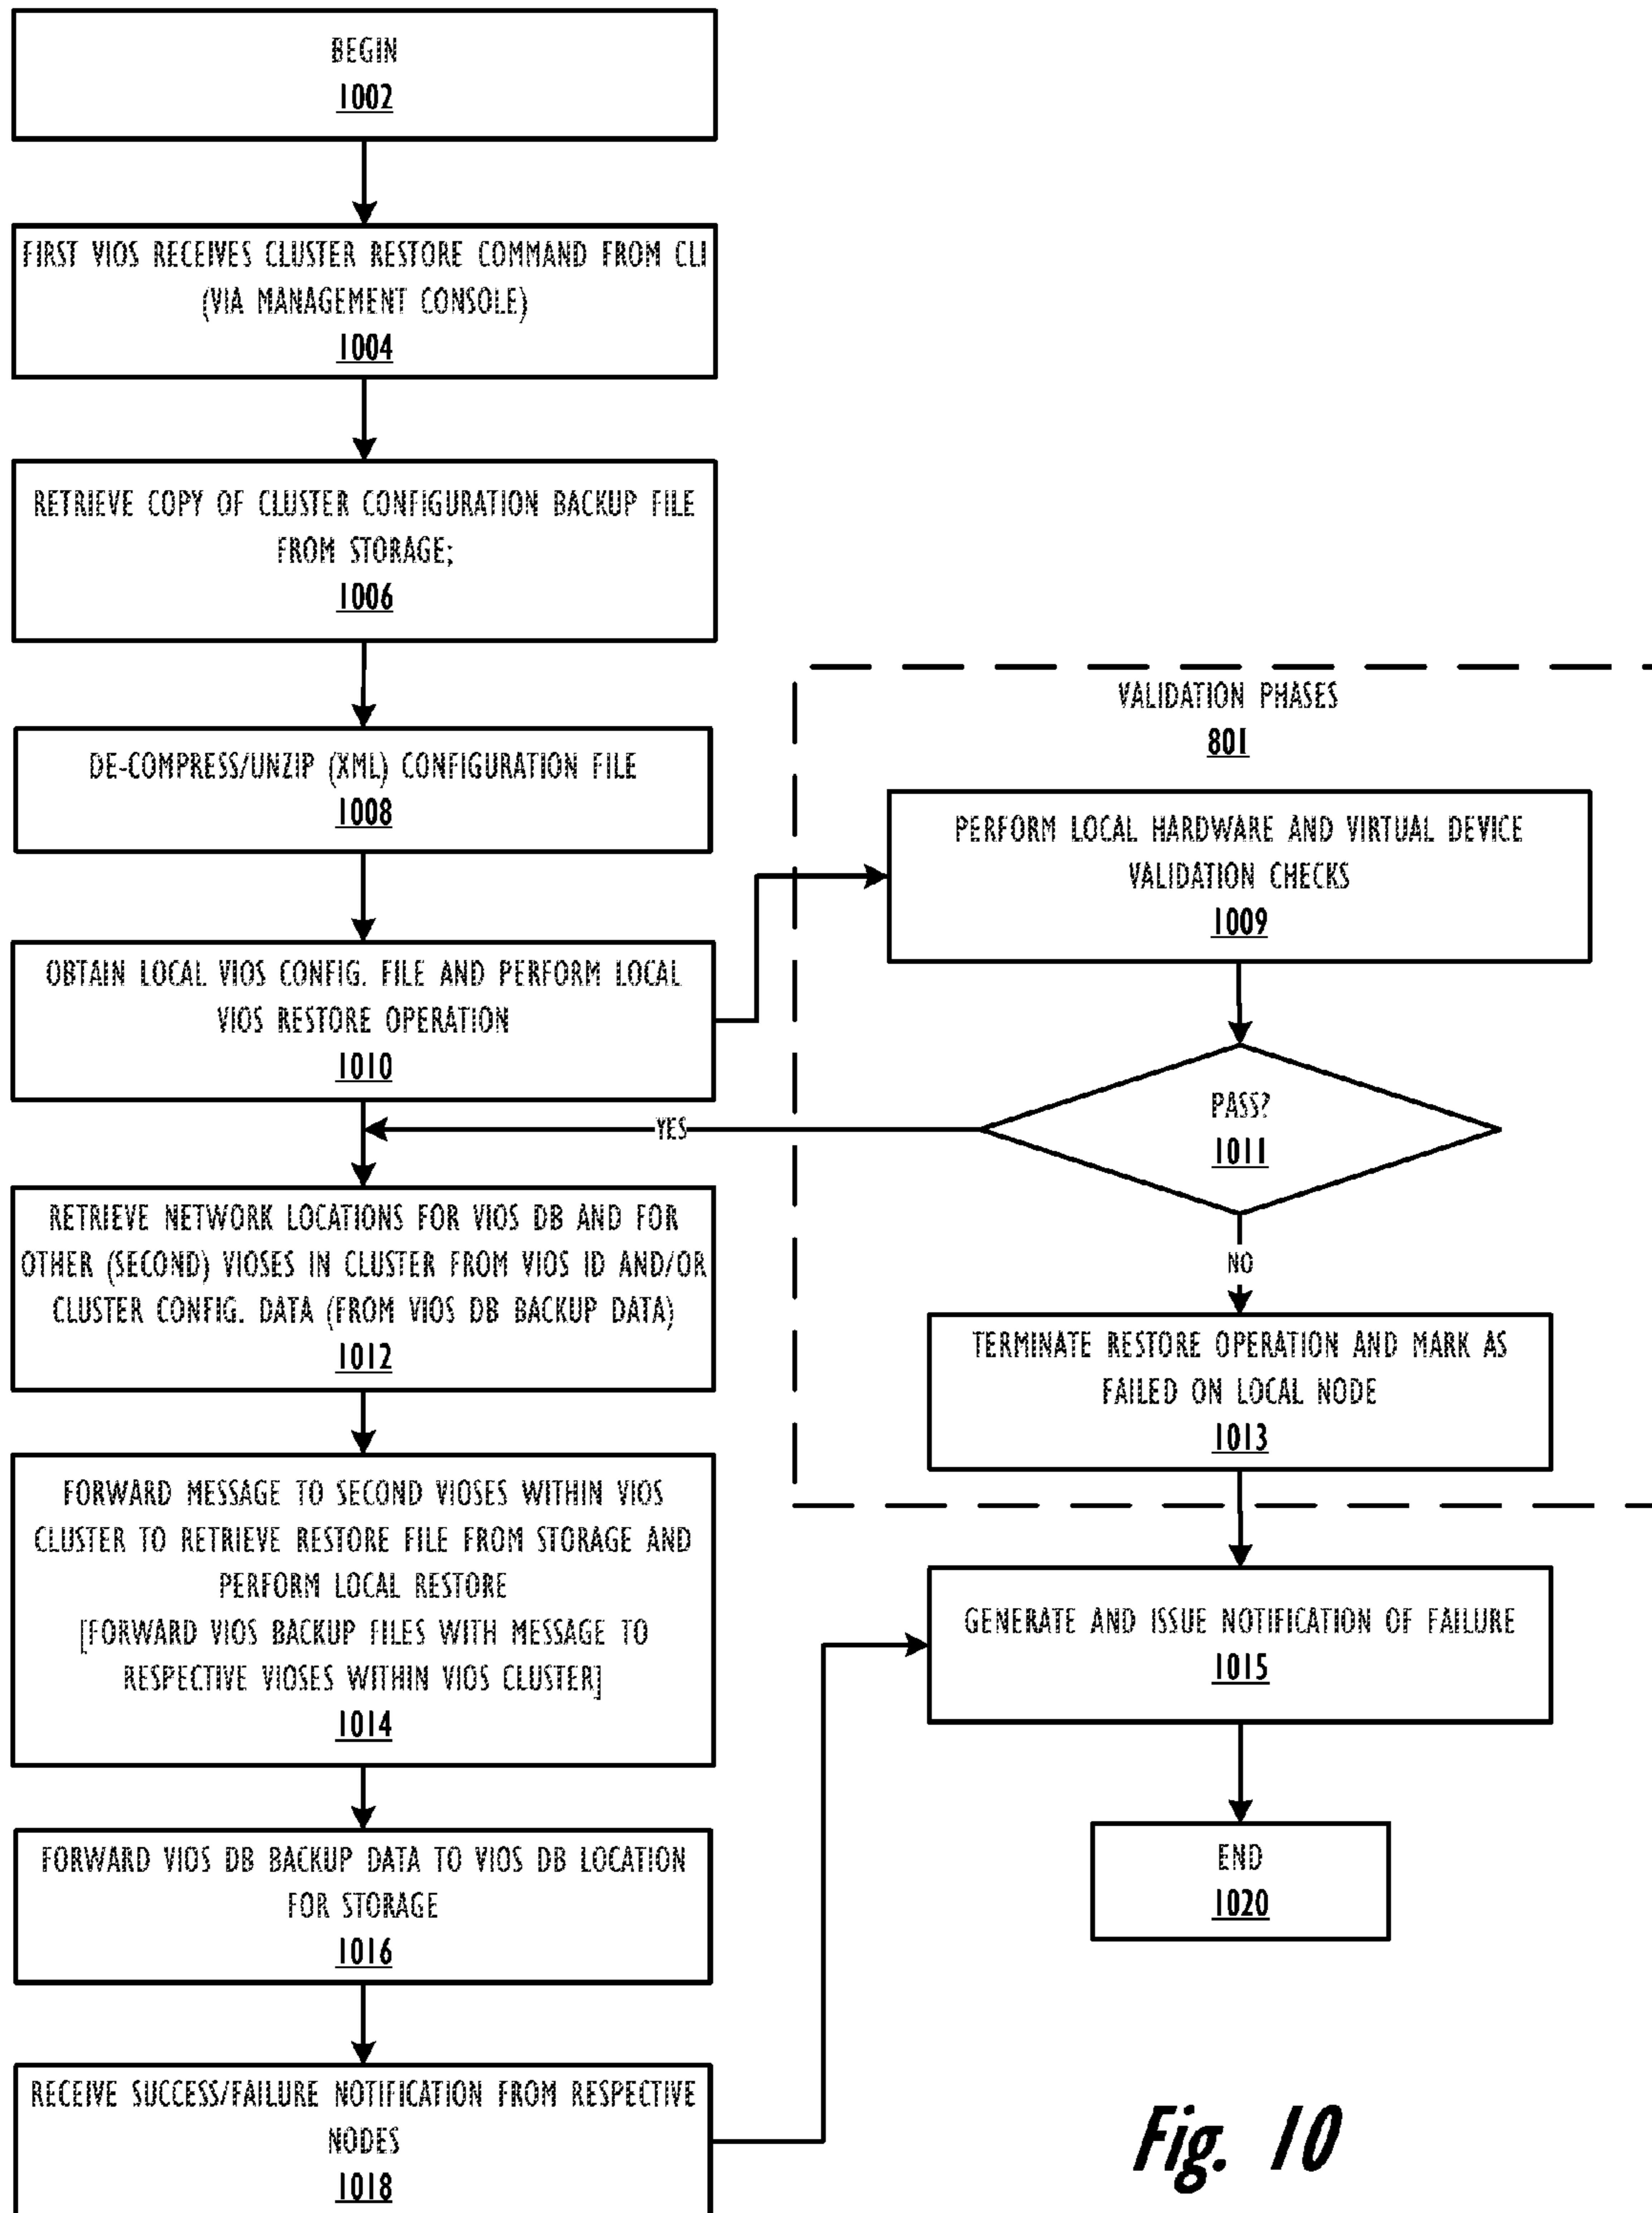 BEGIN
1002
FIRST VIOS RECEIVES CLUSTER RESTORE COMMAND FROM CLI
(VIA MANAGEMENT CONSOLE)
1004
RETRIEVE COPY OF CLUSTER CONFIGURATION BACKUP FILE
FROM STORAGE;
1006
DE-COMPRESS/UNZIP (XML) CONFIGURATION FILE
1008
OBTAIN LOCAL VIOS CONFIG. FILE AND PERFORM LOCAL
VIOS RESTORE OPERATION
1010
VALIDATION PHASES
801
PERFORM LOCAL HARDWARE AND VIRTUAL DEVICE
VALIDATION CHECKS
1009
PASS?
1011
YES
NO
TERMINATE RESTORE OPERATION AND MARK AS
FAILED ON LOCAL NODE
1013
RETRIEVE NETWORK LOCATIONS FOR VIOS DB AND FOR
OTHER (SECOND) VIOSES IN CLUSTER FROM VIOS ID AND/OR
CLUSTER CONFIG. DATA (FROM VIOS DB BACKUP DATA)
1012
FORWARD MESSAGE TO SECOND VIOSES WITHIN VIOS
CLUSTER TO RETRIEVE RESTORE FILE FROM STORAGE AND
PERFORM LOCAL RESTORE
[FORWARD VIOS BACKUP FILES WITH MESSAGE TO
RESPECTIVE VIOSES WITHIN VIOS CLUSTER]
1014
FORWARD VIOS DB BACKUP DATA TO VIOS DB LOCATION
FOR STORAGE
1016
RECEIVE SUCCESS/FAILURE NOTIFICATION FROM RESPECTIVE
NODES
1018
GENERATE AND ISSUE NOTIFICATION OF FAILURE
1015
END
1020
Fig. 10